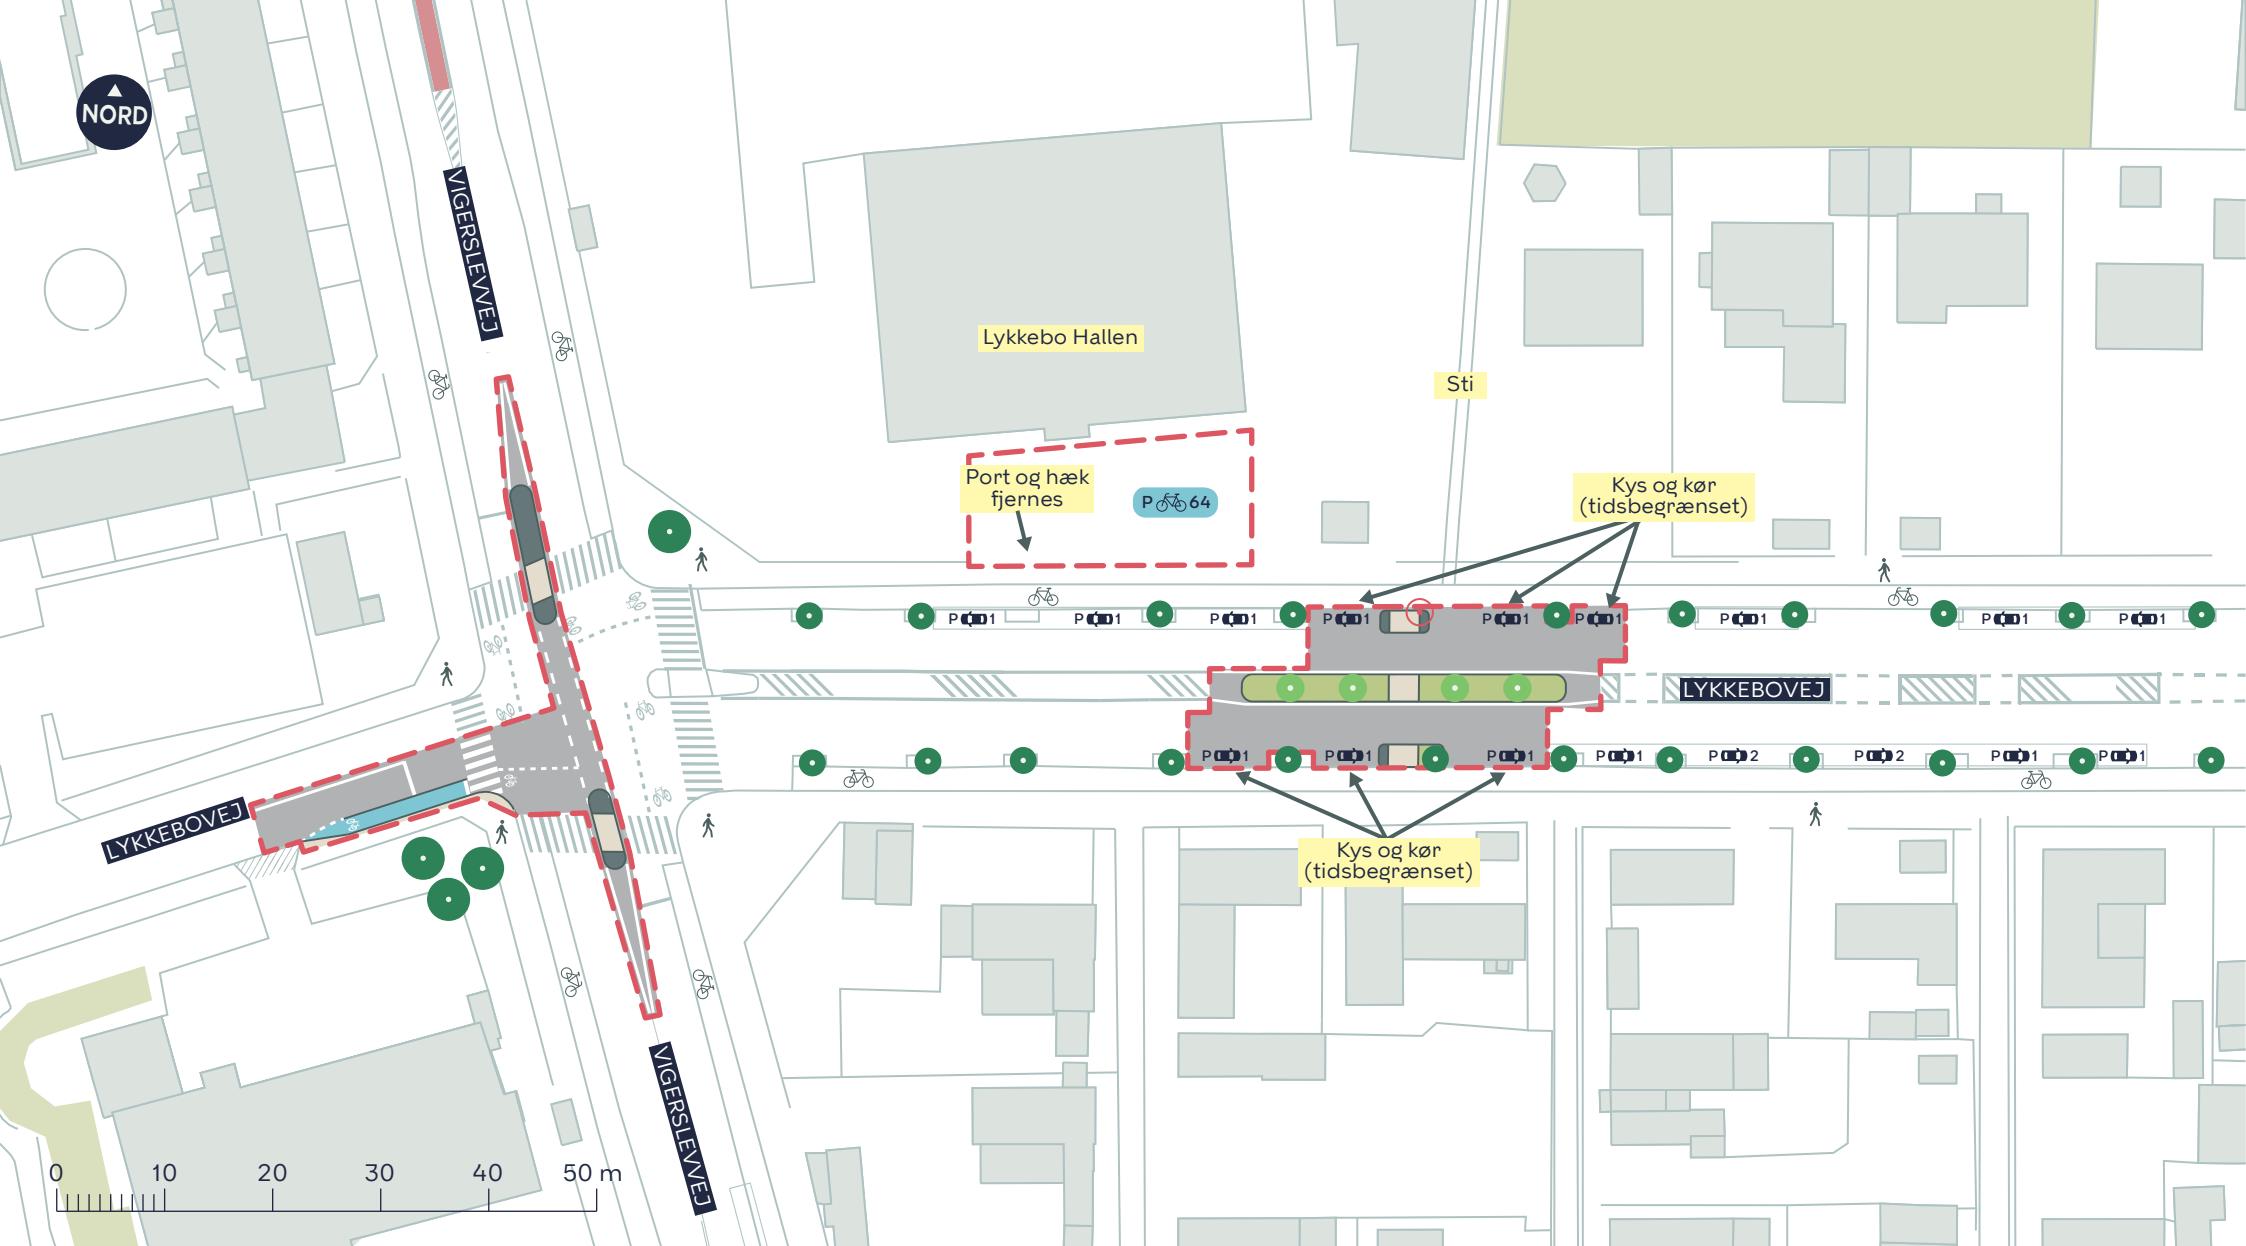 NORD
VIGERSLEVVEJ
Lykkebo Hallen
Sti
Port og hæk
fjernes
P 64
Kys og kør
(tidsbegrænset)
P 1
P 1
P 1
P 1
P 1
P 1
P 1
P 1
P 1
LYKKEBOVEJ
P 1
P 1
P 1
P 1
P 2
P 2
P 1
P 1
LYKKEBOVEJ
Kys og kør
(tidsbegrænset)
VIGERSLEVVEJ
0 10 20 30 40 50 m